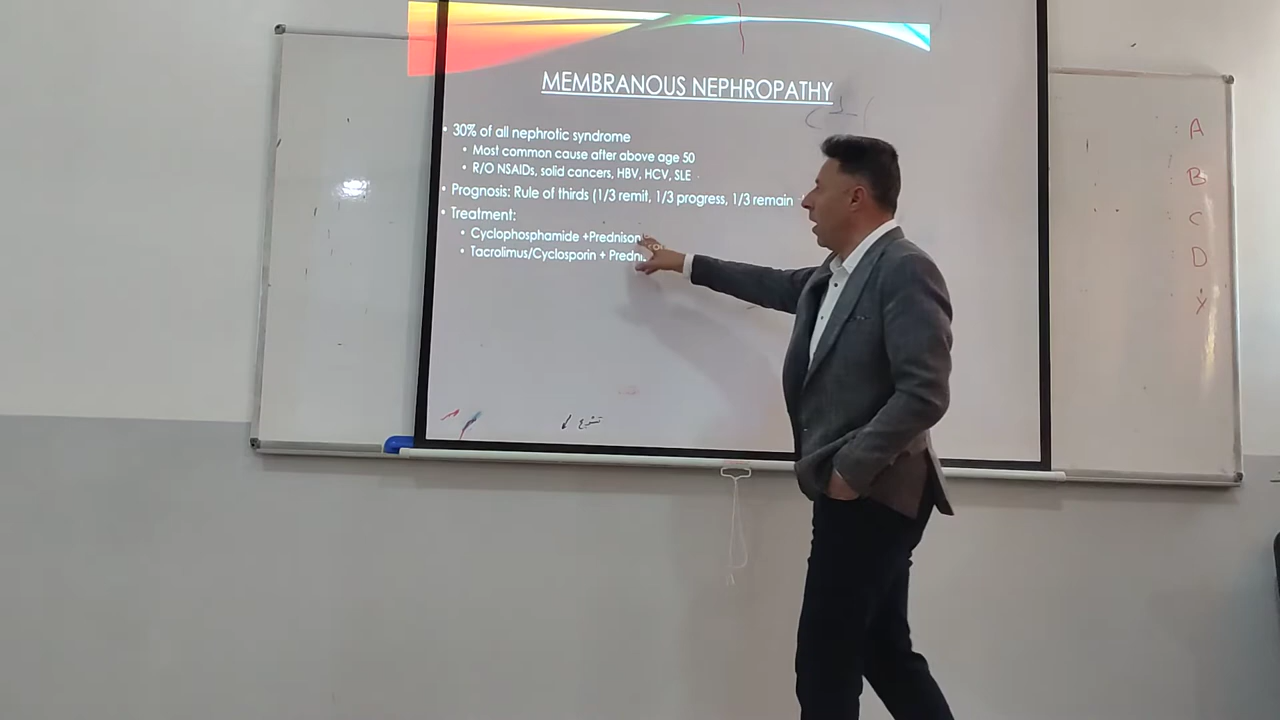 MEMBRANOUS NEPHROPATHY
• 30% of all nephrotic syndrome
• Most common cause after above age 50
• R/O NSAIDs, solid cancers, HBV, HCV, SLE
• Prognosis: Rule of thirds (1/3 remit, 1/3 progress, 1/3 remain
• Treatment:
• Cyclophosphamide +Prednison
• Tacrolimus/Cyclosporin + Predni
A
B
C
D